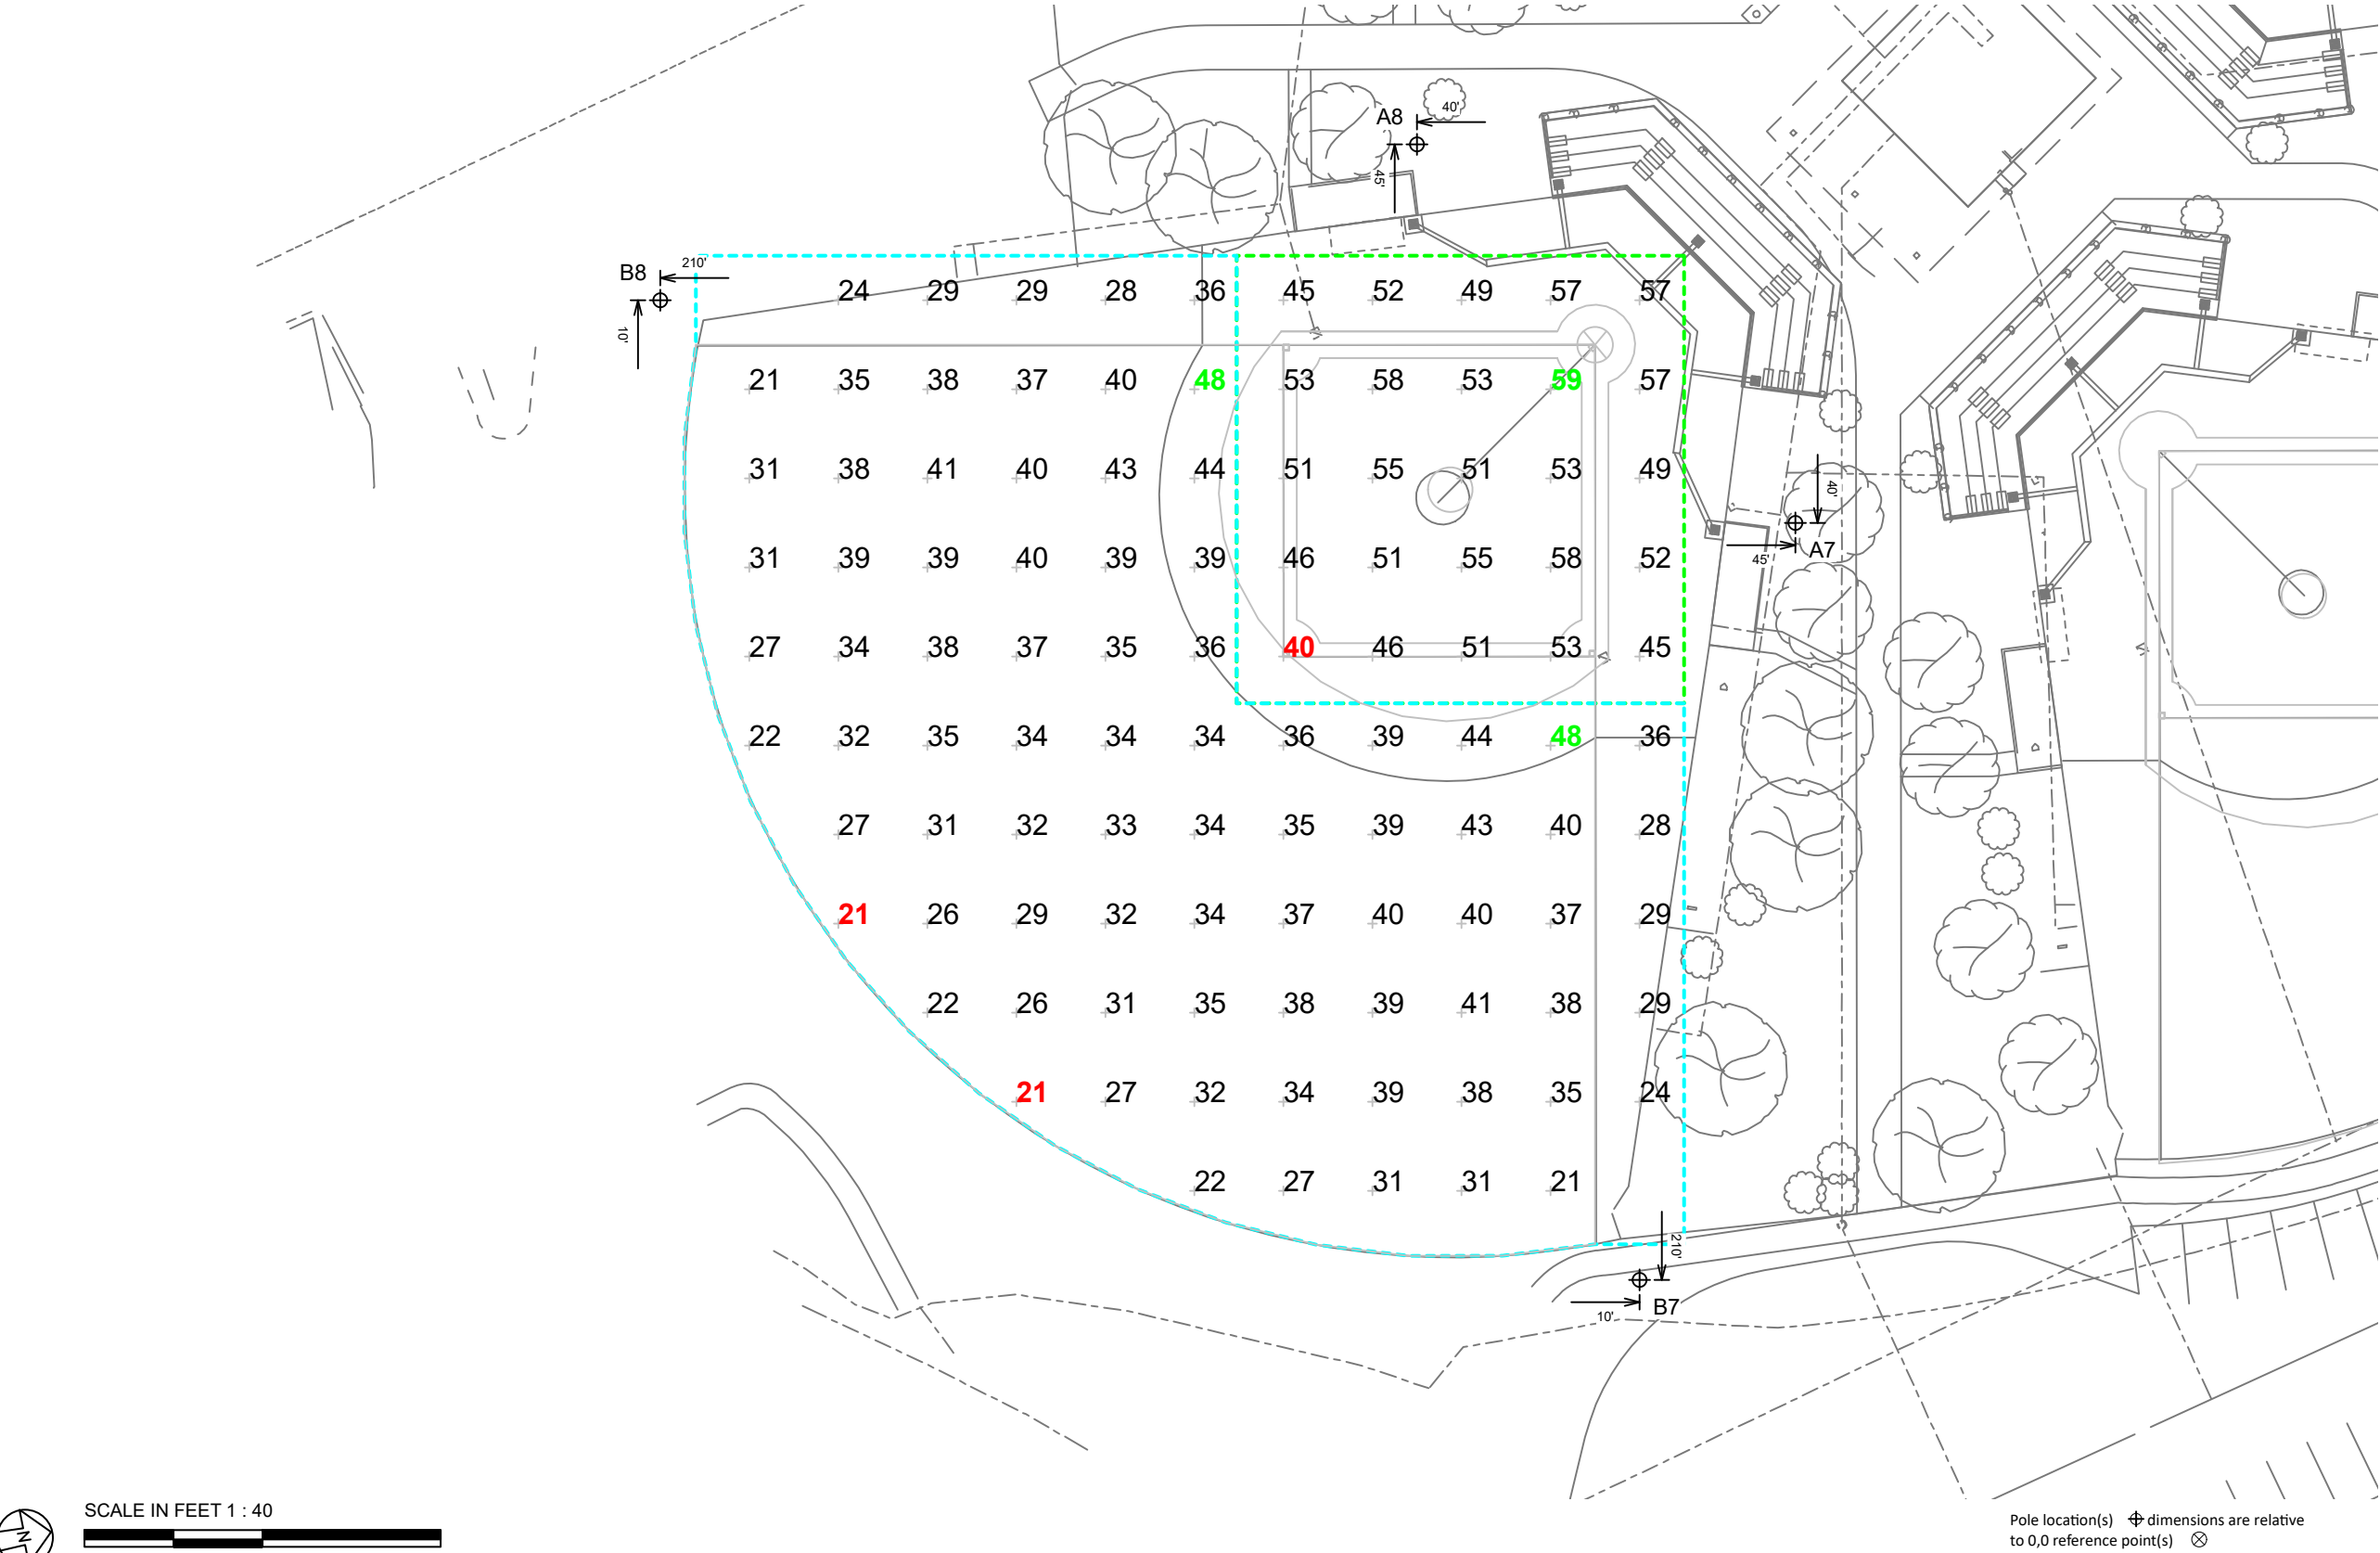 A8 40'
45'
B8 210'
10'
24 29 29 28 36 45 52 49 57 57
21 35 38 37 40 48 53 58 53 59 57
31 38 41 40 43 44 51 55 51 53 49
40'
31 39 39 40 39 39 46 51 55 58 52
45' A7
27 34 38 37 35 36 40 46 51 53 45
22 32 35 34 34 34 36 39 44 48 36
27 31 32 33 34 35 39 43 40 28
21 26 29 32 34 37 40 40 37 29
22 26 31 35 38 39 41 38 29
21 27 32 34 39 38 35 24
22 27 31 31 21
210'
10' B7
SCALE IN FEET 1 : 40
N
Pole location(s) dimensions are relative
to 0,0 reference point(s)